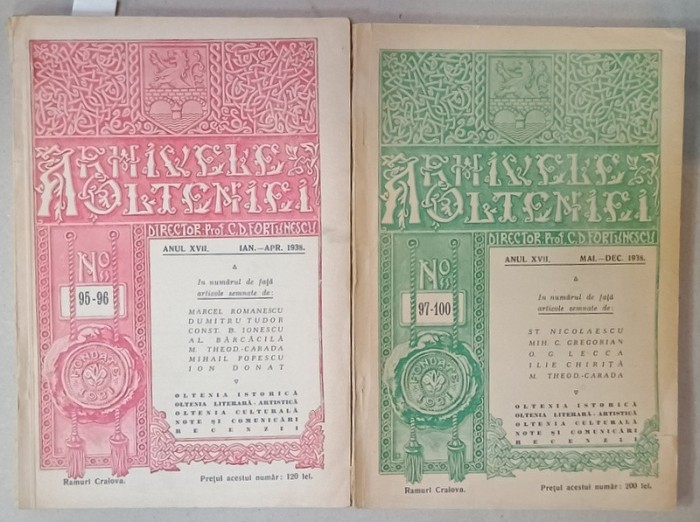 ARHIVELE
OLTENIEI
DIRECTOR: Prof. C.D. FORTUNESCU
ANUL XVII. IAN.—APR. 1938.
No
95-96
In numărul de față
articole semnate de:
MARCEL ROMANESCU
DUMITRU TUDOR
CONST. D. IONESCU
AL. BĂRCĂCILĂ
M. THEOD.-CARADA
MIHAIL POPESCU
ION DONAT
FONDATE
OLTENIA ISTORICĂ
OLTENIA LITERARĂ-ARTISTICĂ
OLTENIA CULTURALĂ
NOTE ȘI COMUNICĂRI
RECENZII
Ramuri Craiova. Prețul acestui număr: 120 lei.
ARHIVELE
OLTENIEI
DIRECTOR: Prof. C.D. FORTUNESCU
ANUL XVII. MAI.-DEC. 1938.
No
97-100
In numărul de față
articole semnate de:
ST. NICOLAESCU
MIH. C. GREGORIAN
O. G. LECCA
ILIE CHIRIȚĂ
M. THEOD.-CARADA
FONDATE
OLTENIA ISTORICĂ
OLTENIA LITERARĂ-ARTISTICĂ
OLTENIA CULTURALĂ
NOTE ȘI COMUNICĂRI
RECENZII
Ramuri Craiova. Prețul acestui număr: 200 lei.